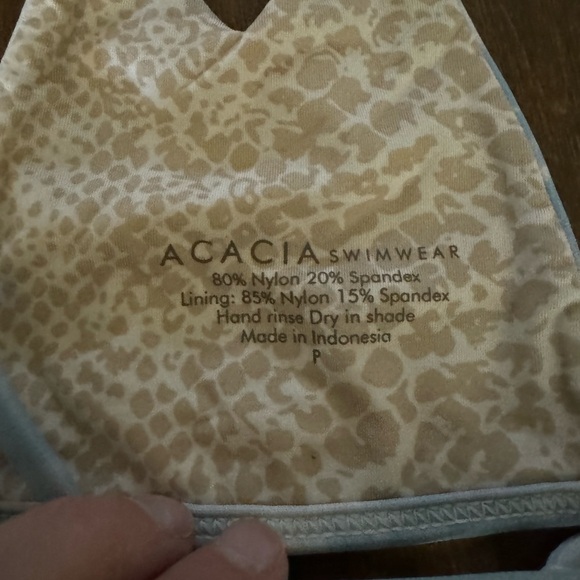 ACACIA SWIMWEAR
80% Nylon 20% Spandex
Lining: 85% Nylon 15% Spandex
Hand rinse Dry in shade
Made in Indonesia
P